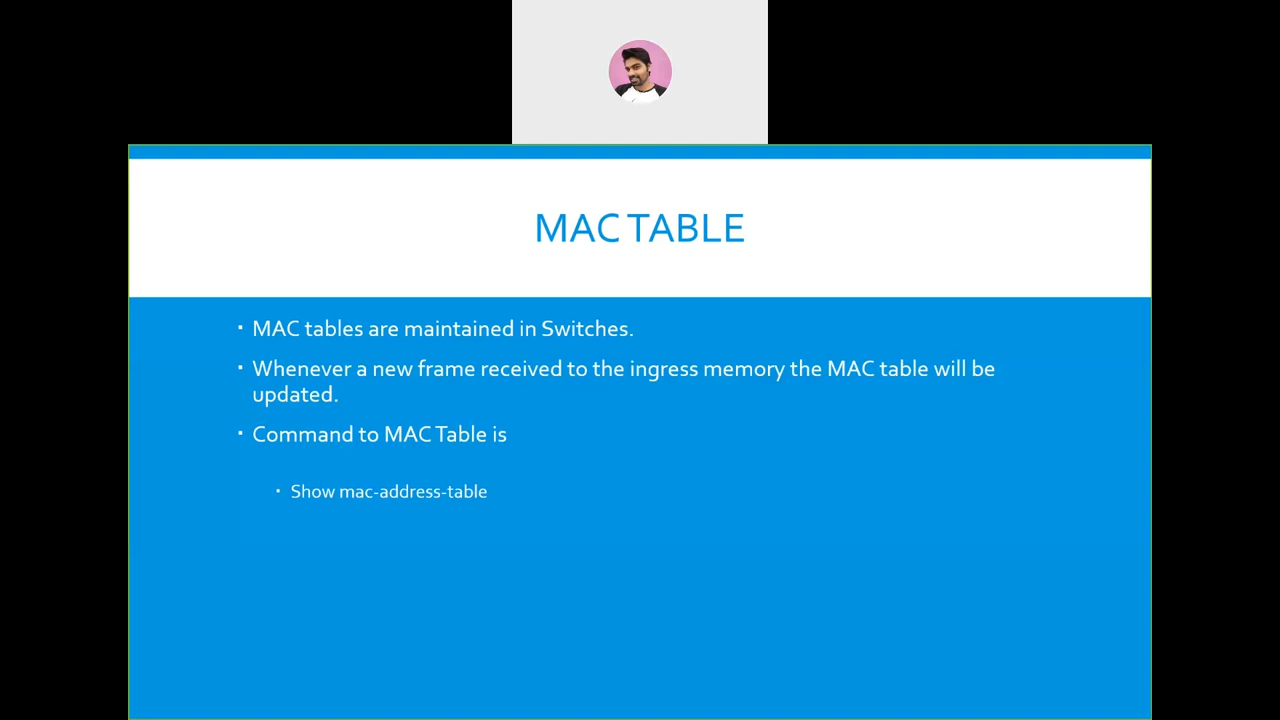 MAC TABLE
▪ MAC tables are maintained in Switches.
▪ Whenever a new frame received to the ingress memory the MAC table will be
updated.
▪ Command to MAC Table is
▪ Show mac-address-table